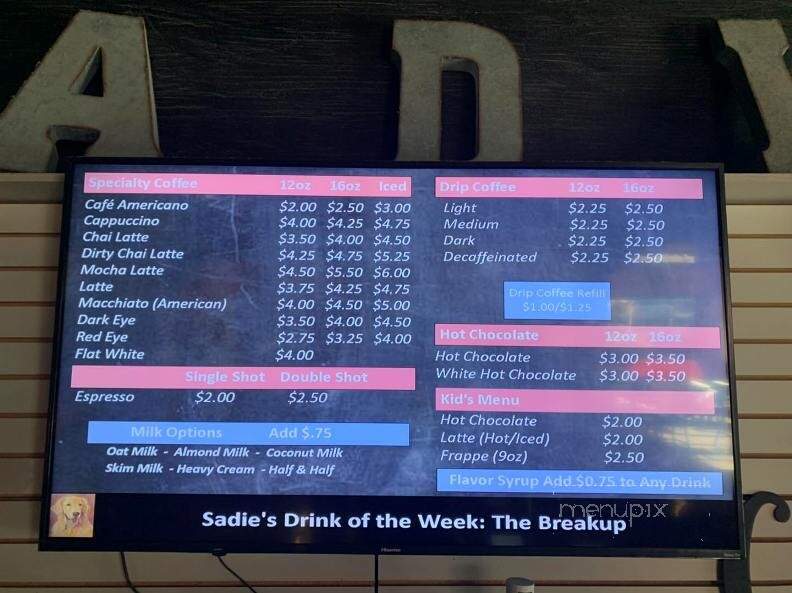 A D
Specialty Coffee 12oz 16oz Iced
Café Americano $2.00 $2.50 $3.00
Cappuccino $4.00 $4.25 $4.75
Chai Latte $3.50 $4.00 $4.50
Dirty Chai Latte $4.25 $4.75 $5.25
Mocha Latte $4.50 $5.50 $6.00
Latte $3.75 $4.25 $4.75
Macchiato (American) $4.00 $4.50 $5.00
Dark Eye $3.50 $4.00 $4.50
Red Eye $2.75 $3.25 $4.00
Flat White $4.00
Single Shot Double Shot
Espresso $2.00 $2.50
Milk Options Add $.75
Oat Milk - Almond Milk - Coconut Milk
Skim Milk - Heavy Cream - Half & Half
Drip Coffee 12oz 16oz
Light $2.25 $2.50
Medium $2.25 $2.50
Dark $2.25 $2.50
Decaffeinated $2.25 $2.50
Drip Coffee Refill
$1.00/$1.25
Hot Chocolate 12oz 16oz
Hot Chocolate $3.00 $3.50
White Hot Chocolate $3.00 $3.50
Kid's Menu
Hot Chocolate $2.00
Latte (Hot/Iced) $2.00
Frappe (9oz) $2.50
Flavor Syrup Add $0.75 to Any Drink
menupix
Sadie's Drink of the Week: The Breakup
Hisense